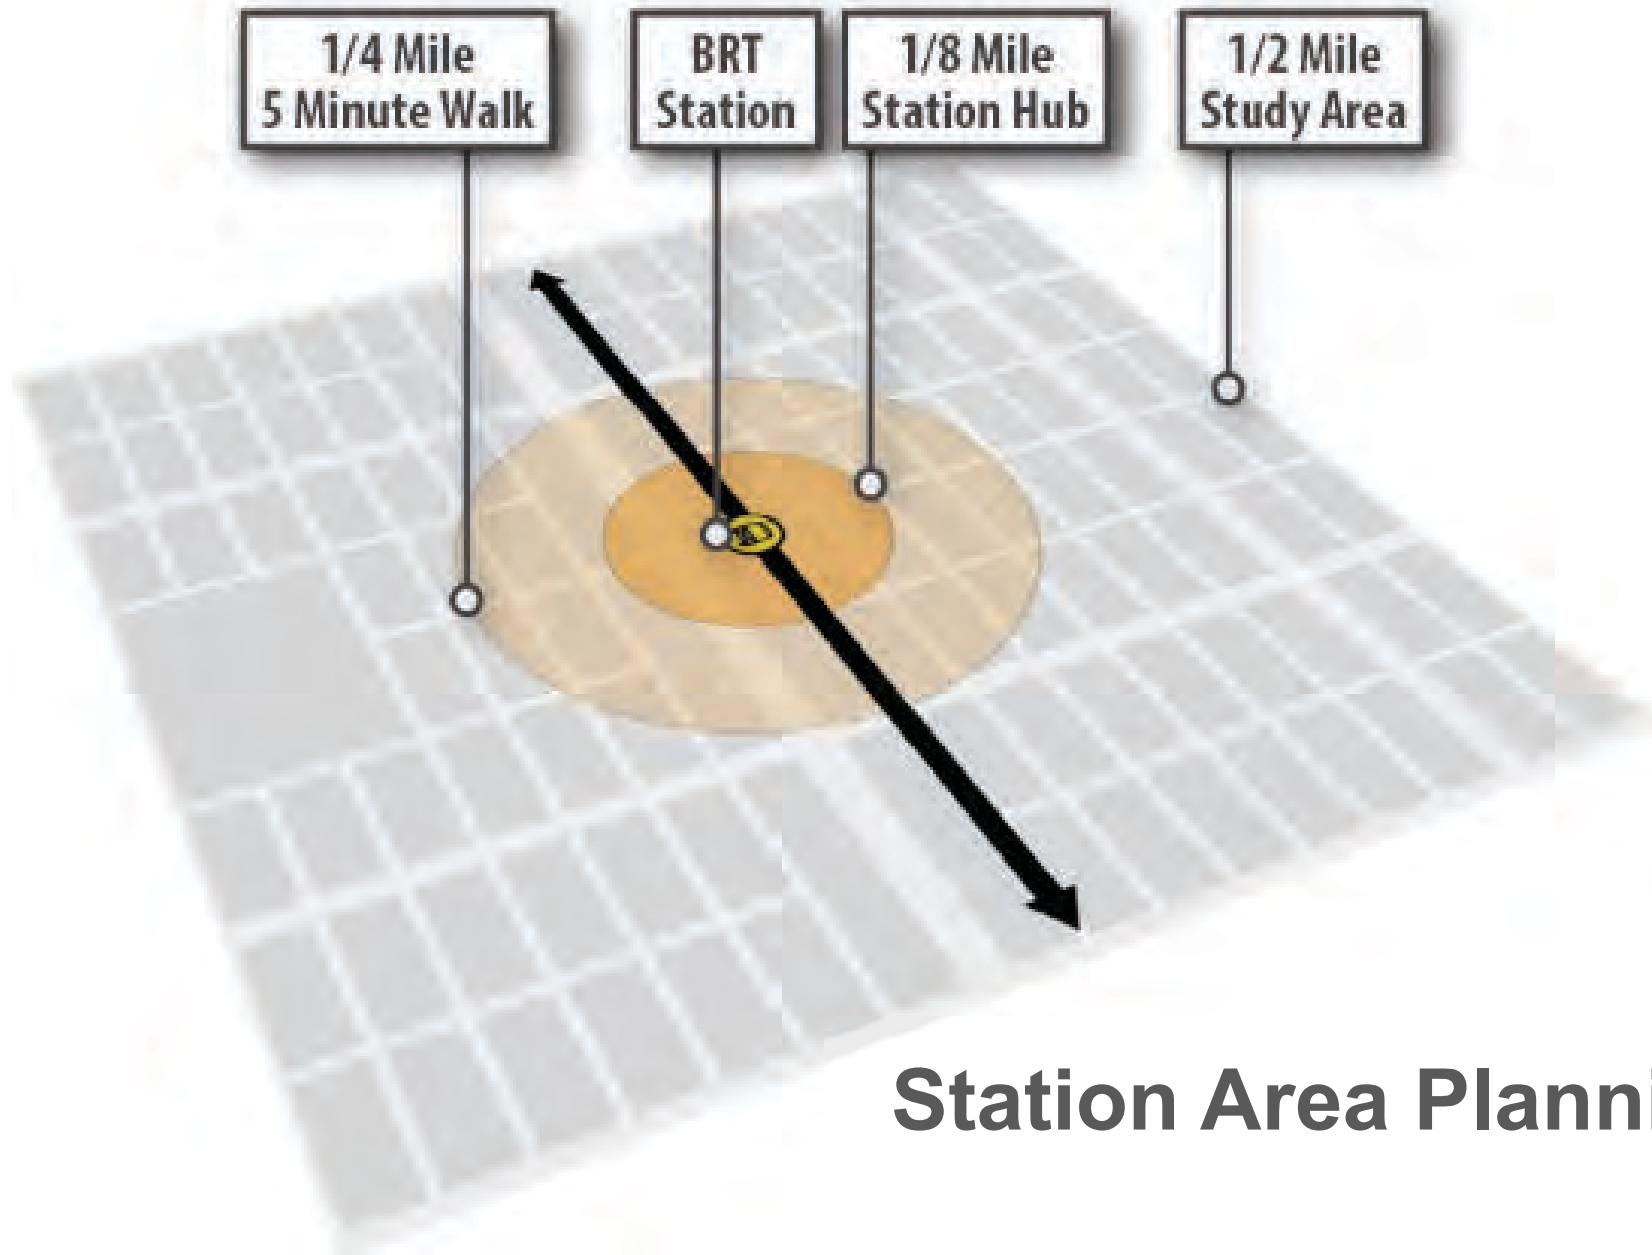 1/4 Mile
5 Minute Walk
BRT
Station
1/8 Mile
Station Hub
1/2 Mile
Study Area
Station Area Planni